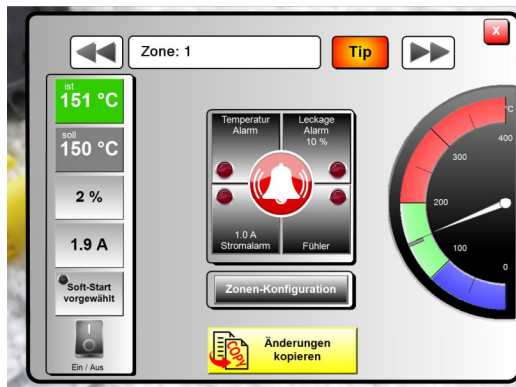 X
Zone: 1
Tip
ist
151 °C
soll
150 °C
2 %
1.9 A
Soft-Start
vorgewählt
I
O
Ein / Aus
Temperatur
Alarm
Leckage
Alarm
10 %
1.0 A
Stromalarm
Fühler
Zonen-Konfiguration
COPY
Änderungen
kopieren
°C
400
300
200
100
0